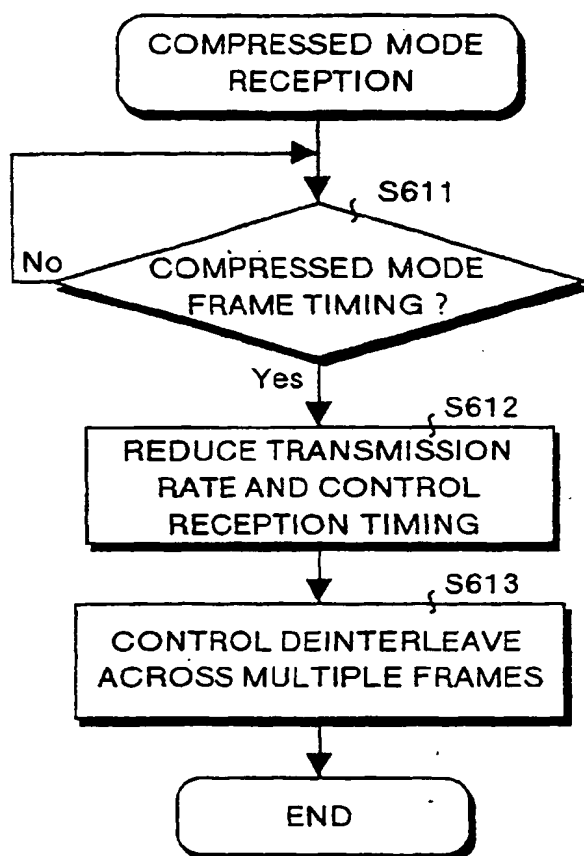 COMPRESSED MODE
RECEPTION
S611
No
COMPRESSED MODE
FRAME TIMING ?
Yes
S612
REDUCE TRANSMISSION
RATE AND CONTROL
RECEPTION TIMING
S613
CONTROL DEINTERLEAVE
ACROSS MULTIPLE FRAMES
END